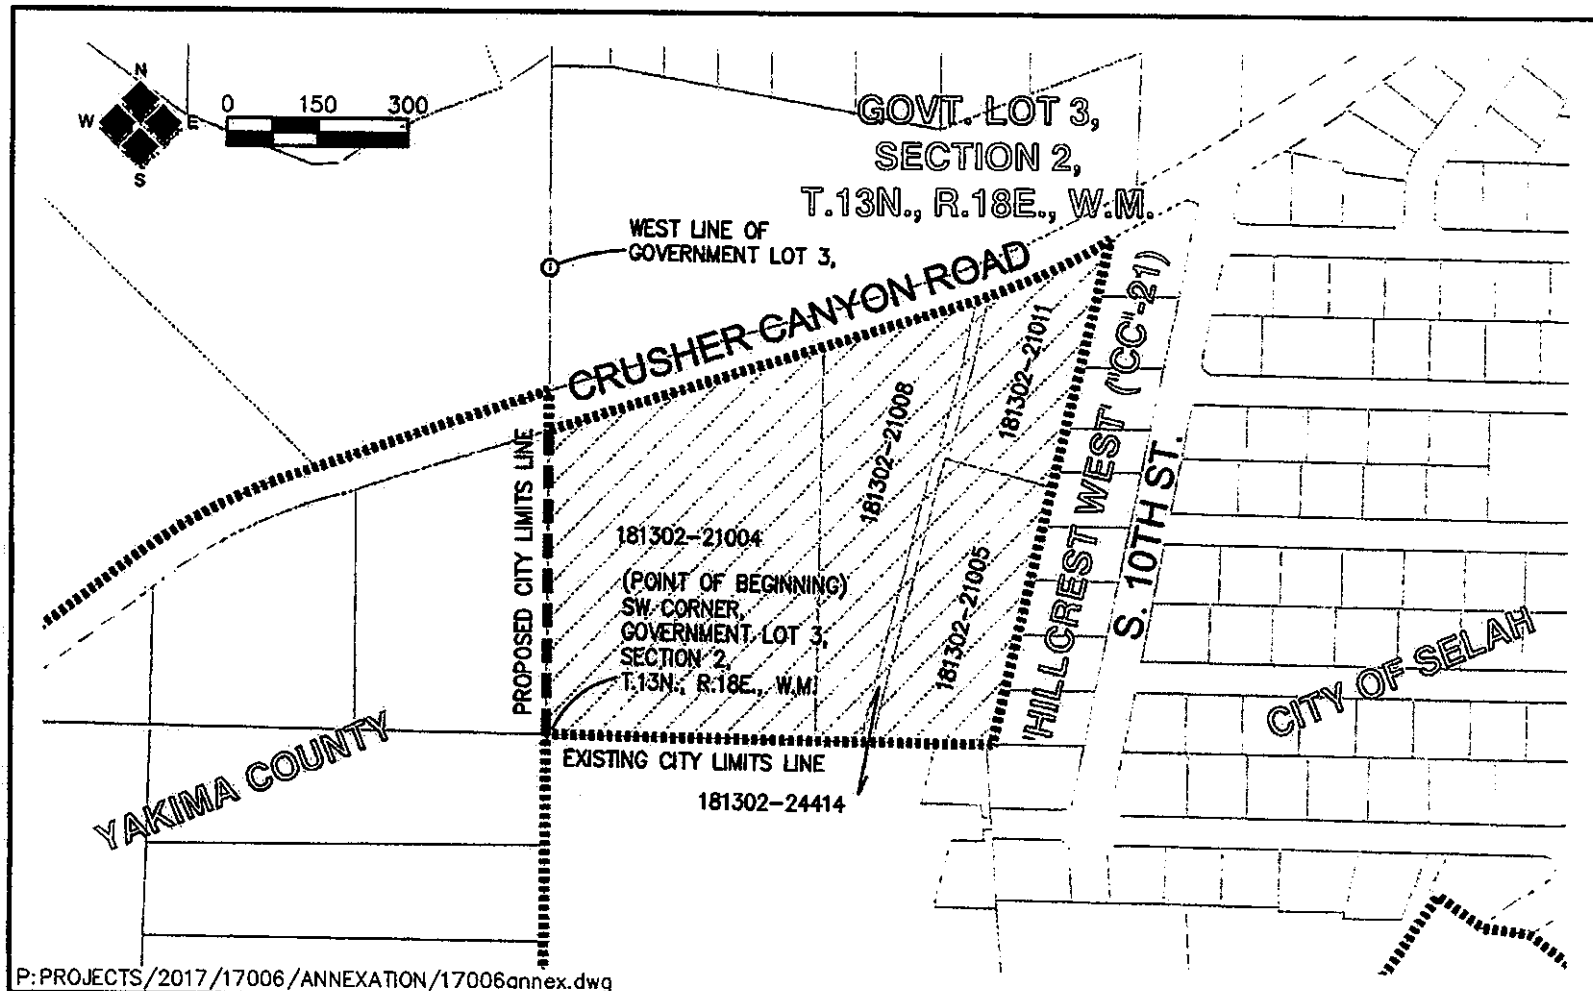 N
W E
S
0 150 300
GOVT. LOT 3,
SECTION 2,
T.13N., R.18E., W.M.
WEST LINE OF
GOVERNMENT LOT 3,
CRUSHER CANYON ROAD
PROPOSED CITY LIMITS LINE
181302-21004
181302-21008
181302-21011
181302-21005
(POINT OF BEGINNING)
SW CORNER,
GOVERNMENT LOT 3,
SECTION 2,
T.13N., R.18E., W.M.
"HILLCREST WEST" ("CC"-21)
S. 10TH ST.
CITY OF SELAH
YAKIMA COUNTY
EXISTING CITY LIMITS LINE
181302-24414
P:PROJECTS/2017/17006/ANNEXATION/17006annex.dwg